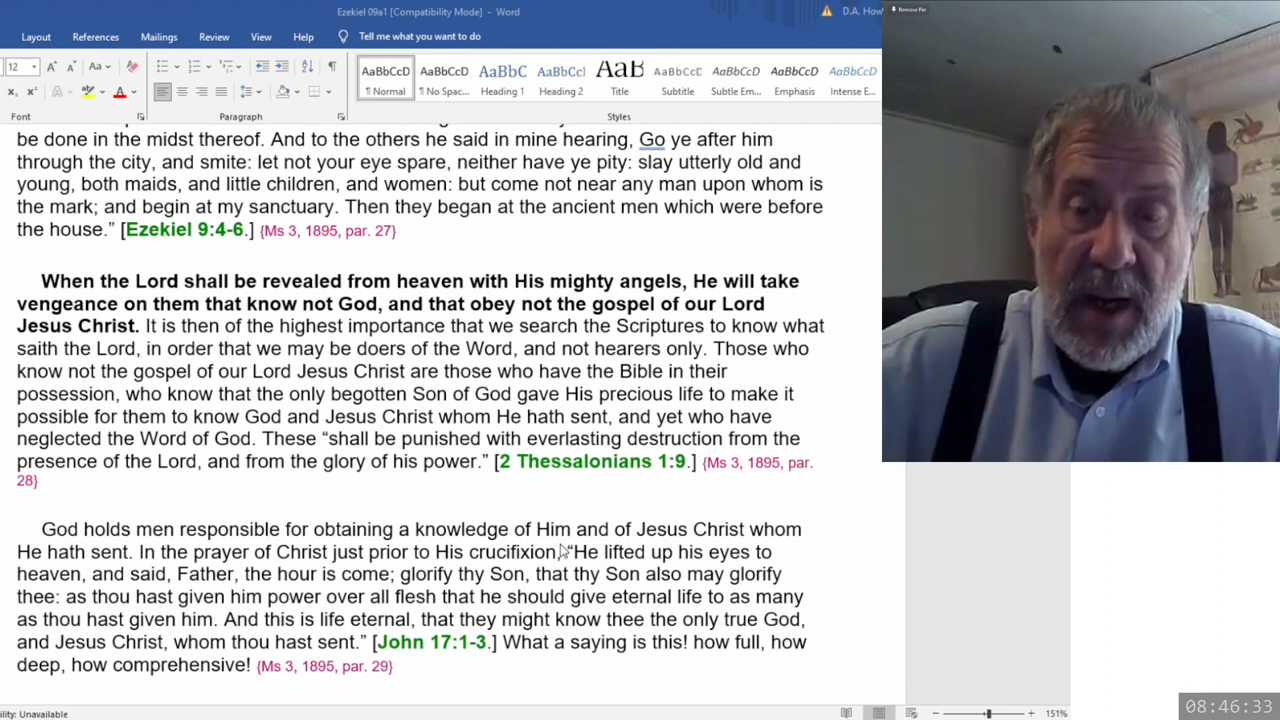 Ezekiel 09a1 [Compatibility Mode] - Word
D.A. How
Remove Pin
Layout References Mailings Review View Help Tell me what you want to do
12 Aa
AaBbCcD AaBbCcD AaBbC AaBbCcI AaB AaBbCcD AaBbCcD AaBbCcD AaBbCcD
¶ Normal ¶ No Spac... Heading 1 Heading 2 Title Subtitle Subtle Em... Emphasis Intense E...
Font Paragraph Styles
be done in the midst thereof. And to the others he said in mine hearing, Go ye after him
through the city, and smite: let not your eye spare, neither have ye pity: slay utterly old and
young, both maids, and little children, and women: but come not near any man upon whom is
the mark; and begin at my sanctuary. Then they began at the ancient men which were before
the house.” [Ezekiel 9:4-6.] {Ms 3, 1895, par. 27}
When the Lord shall be revealed from heaven with His mighty angels, He will take
vengeance on them that know not God, and that obey not the gospel of our Lord
Jesus Christ. It is then of the highest importance that we search the Scriptures to know what
saith the Lord, in order that we may be doers of the Word, and not hearers only. Those who
know not the gospel of our Lord Jesus Christ are those who have the Bible in their
possession, who know that the only begotten Son of God gave His precious life to make it
possible for them to know God and Jesus Christ whom He hath sent, and yet who have
neglected the Word of God. These “shall be punished with everlasting destruction from the
presence of the Lord, and from the glory of his power.” [2 Thessalonians 1:9.] {Ms 3, 1895, par.
28}
God holds men responsible for obtaining a knowledge of Him and of Jesus Christ whom
He hath sent. In the prayer of Christ just prior to His crucifixion, “He lifted up his eyes to
heaven, and said, Father, the hour is come; glorify thy Son, that thy Son also may glorify
thee: as thou hast given him power over all flesh that he should give eternal life to as many
as thou hast given him. And this is life eternal, that they might know thee the only true God,
and Jesus Christ, whom thou hast sent.” [John 17:1-3.] What a saying is this! how full, how
deep, how comprehensive! {Ms 3, 1895, par. 29}
ility: Unavailable
151%
08:46:33